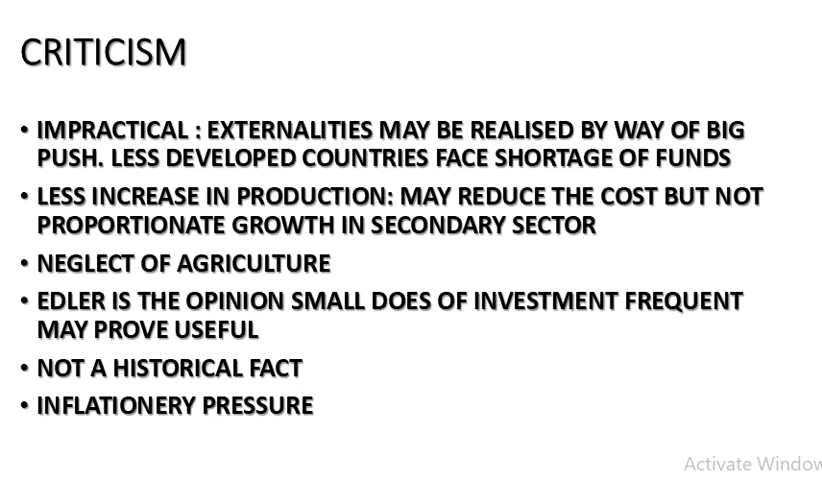 CRITICISM
• IMPRACTICAL : EXTERNALITIES MAY BE REALISED BY WAY OF BIG
PUSH. LESS DEVELOPED COUNTRIES FACE SHORTAGE OF FUNDS
• LESS INCREASE IN PRODUCTION: MAY REDUCE THE COST BUT NOT
PROPORTIONATE GROWTH IN SECONDARY SECTOR
• NEGLECT OF AGRICULTURE
• EDLER IS THE OPINION SMALL DOES OF INVESTMENT FREQUENT
MAY PROVE USEFUL
• NOT A HISTORICAL FACT
• INFLATIONERY PRESSURE
Activate Window